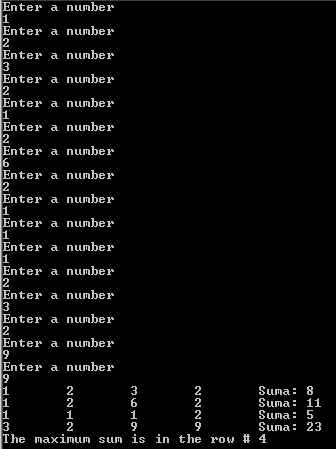 Enter a number
1
Enter a number
2
Enter a number
3
Enter a number
2
Enter a number
1
Enter a number
2
Enter a number
6
Enter a number
2
Enter a number
1
Enter a number
1
Enter a number
1
Enter a number
2
Enter a number
3
Enter a number
2
Enter a number
9
Enter a number
9
1 2 3 2 Suma: 8
1 2 6 2 Suma: 11
1 1 1 2 Suma: 5
3 2 9 9 Suma: 23
The maximum sum is in the row # 4